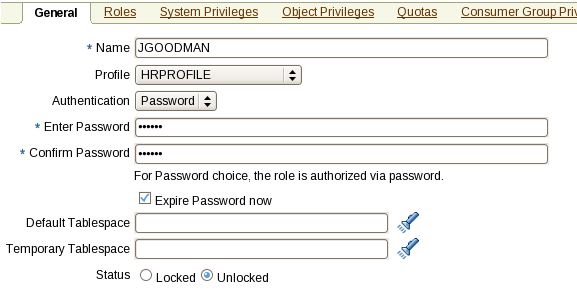 General Roles System Privileges Object Privileges Quotas Consumer Group Priv
* Name JGOODMAN
Profile HRPROFILE
Authentication Password
* Enter Password ••••••
* Confirm Password ••••••
For Password choice, the role is authorized via password.
Expire Password now
Default Tablespace
Temporary Tablespace
Status Locked Unlocked